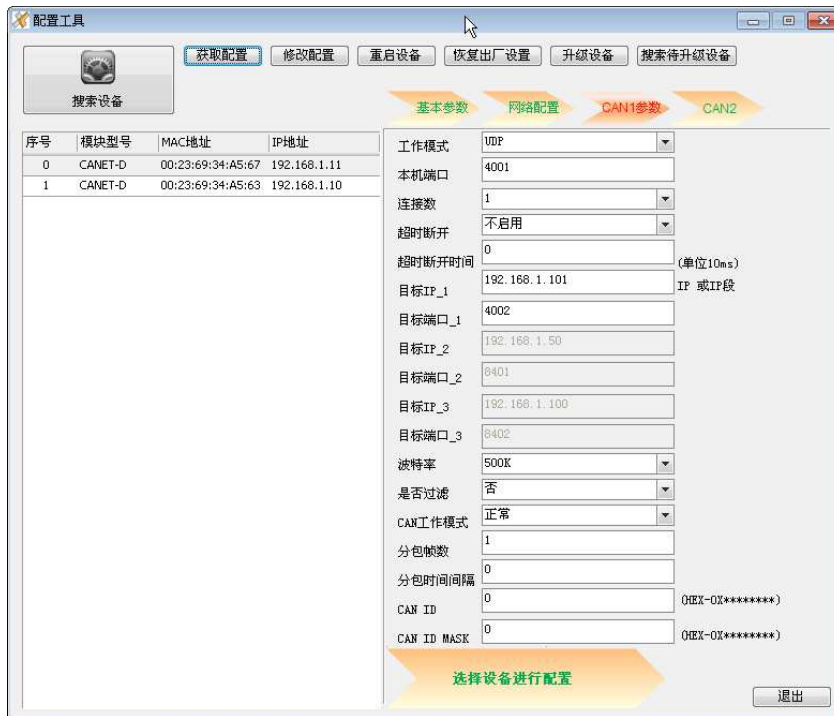 配置工具
获取配置 修改配置 重启设备 恢复出厂设置 升级设备 搜索待升级设备
搜索设备
基本参数 网络配置 CAN1参数 CAN2
序号 模块型号 MAC地址 IP地址
0 CANET-D 00:23:69:34:A5:67 192.168.1.11
1 CANET-D 00:23:69:34:A5:63 192.168.1.10
工作模式 UDP
本机端口 4001
连接数 1
超时断开 不启用
超时断开时间 0 (单位10ms)
目标IP_1 192.168.1.101 IP 或IP段
目标端口_1 4002
目标IP_2 192.168.1.50
目标端口_2 8401
目标IP_3 192.168.1.100
目标端口_3 8402
波特率 500K
是否过滤 否
CAN工作模式 正常
分包帧数 1
分包时间间隔 0
CAN ID 0 (HEX-0X********)
CAN ID MASK 0 (HEX-0X********)
选择设备进行配置
退出